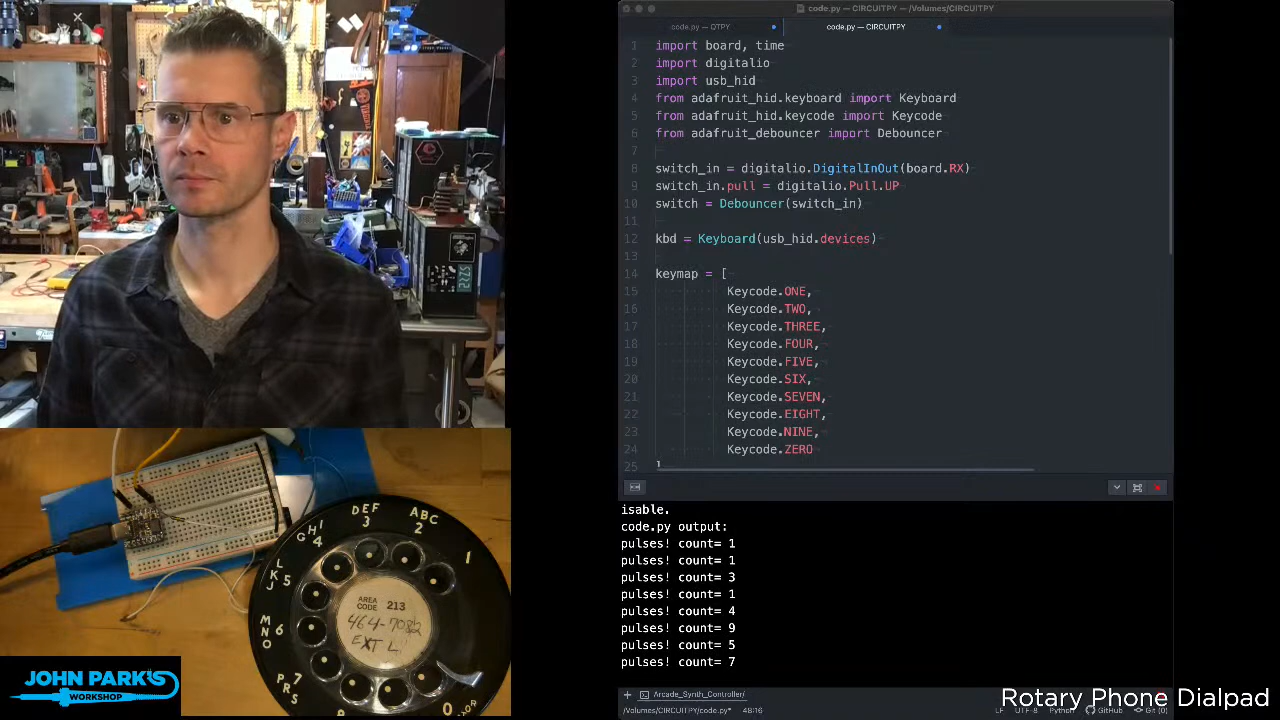 code.py — CIRCUITPY — /Volumes/CIRCUITPY
code.py — OTPY
code.py — CIRCUITPY
1 import board, time
2 import digitalio
3 import usb_hid
4 from adafruit_hid.keyboard import Keyboard
5 from adafruit_hid.keycode import Keycode
6 from adafruit_debouncer import Debouncer
7
8 switch_in = digitalio.DigitalInOut(board.RX)
9 switch_in.pull = digitalio.Pull.UP
10 switch = Debouncer(switch_in)
11
12 kbd = Keyboard(usb_hid.devices)
13
14 keymap = [
15 Keycode.ONE,
16 Keycode.TWO,
17 Keycode.THREE,
18 Keycode.FOUR,
19 Keycode.FIVE,
20 Keycode.SIX,
21 Keycode.SEVEN,
22 Keycode.EIGHT,
23 Keycode.NINE,
24 Keycode.ZERO
25 ]
isable.
code.py output:
pulses! count= 1
pulses! count= 1
pulses! count= 3
pulses! count= 1
pulses! count= 4
pulses! count= 9
pulses! count= 5
pulses! count= 7
Arcade_Synth_Controller/
/Volumes/CIRCUITPY/code.py* 48:16
LF UTF-8 Python GitHub Git (0)
Rotary Phone Dialpad
1
ABC
2
DEF
3
GHI
4
JKL
5
MNO
6
PRS
7
0
AREA
CODE 213
EXT
JOHN PARK'S
WORKSHOP